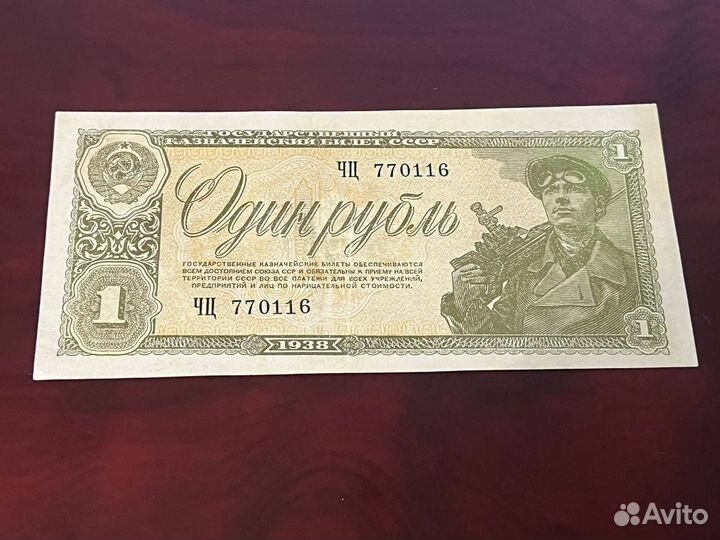 ГОСУДАРСТВЕННЫЙ
КАЗНАЧЕЙСКИЙ БИЛЕТ СССР
1
ЧЦ 770116
Один рубль
ГОСУДАРСТВЕННЫЕ КАЗНАЧЕЙСКИЕ БИЛЕТЫ ОБЕСПЕЧИВАЮТСЯ
ВСЕМ ДОСТОЯНИЕМ СОЮЗА ССР И ОБЯЗАТЕЛЬНЫ К ПРИЕМУ НА ВСЕЙ
ТЕРРИТОРИИ СССР ВО ВСЕ ПЛАТЕЖИ ДЛЯ ВСЕХ УЧРЕЖДЕНИЙ,
ПРЕДПРИЯТИЙ И ЛИЦ ПО НАРИЦАТЕЛЬНОЙ СТОИМОСТИ.
ЧЦ 770116
1
1
1938
Avito